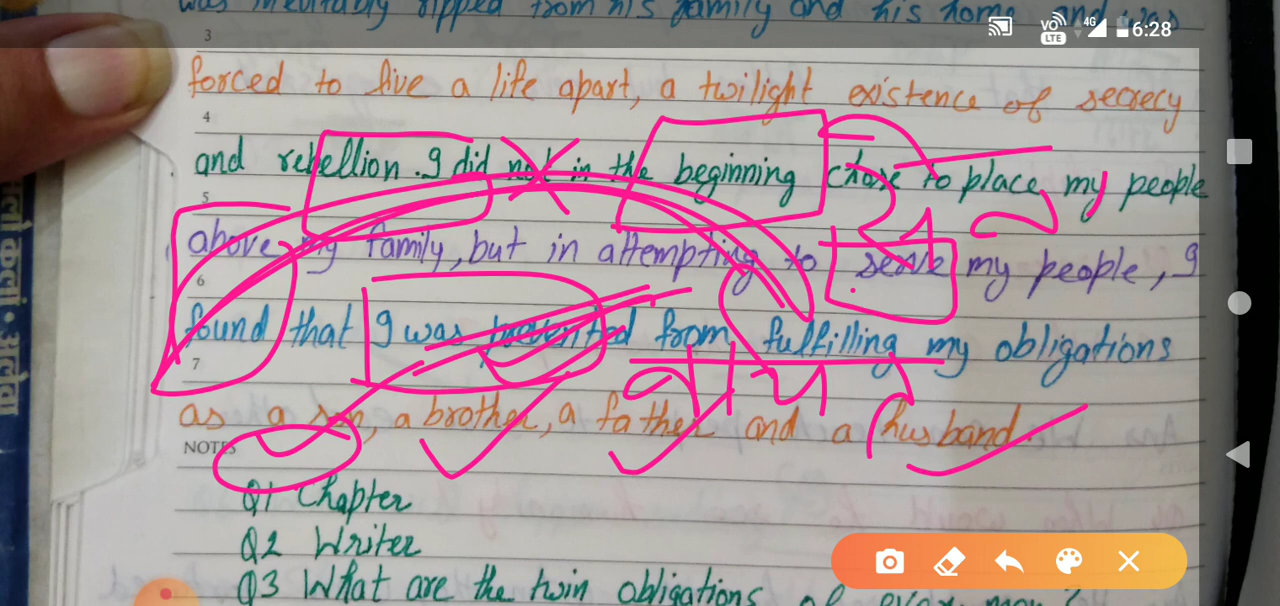 was inevitably ripped from his family and his home and was
VO LTE 4G 6:28
3
forced to live a life apart, a twilight existence of secrecy
4
and rebellion. I did not in the beginning chose to place my people
5
above my family, but in attempting to serve my people, I
6
found that I was prevented from fulfilling my obligations
7
as a son, a brother, a father and a husband.
NOTES
Q1 Chapter
Q2 Writer
Q3 What are the twin obligations of every man?